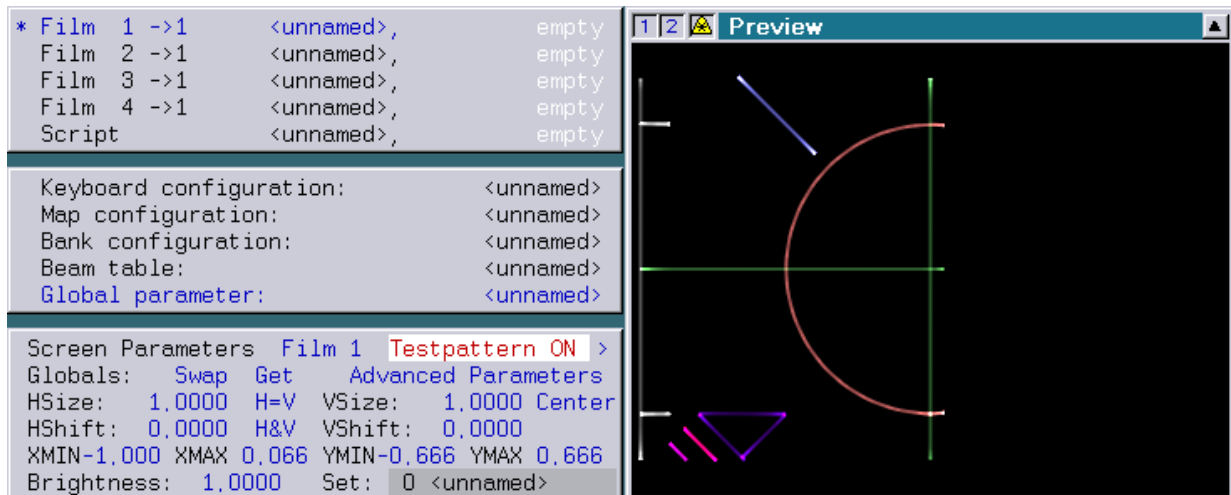 * Film 1 ->1 <unnamed>, empty
Film 2 ->1 <unnamed>, empty
Film 3 ->1 <unnamed>, empty
Film 4 ->1 <unnamed>, empty
Script <unnamed>, empty
Keyboard configuration: <unnamed>
Map configuration: <unnamed>
Bank configuration: <unnamed>
Beam table: <unnamed>
Global parameter: <unnamed>
Screen Parameters Film 1 Testpattern ON >
Globals: Swap Get Advanced Parameters
HSize: 1,0000 H=V VSize: 1,0000 Center
HShift: 0,0000 H&V VShift: 0,0000
XMIN-1,000 XMAX 0,066 YMIN-0,666 YMAX 0,666
Brightness: 1,0000 Set: 0 <unnamed>
1 2 Preview